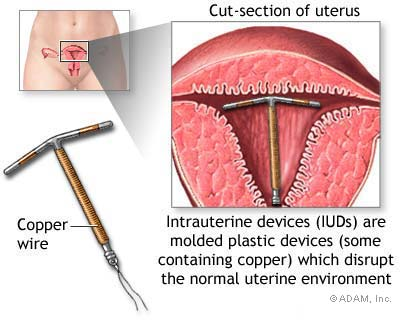 Cut-section of uterus
Copper
wire
Intrauterine devices (IUDs) are
molded plastic devices (some
containing copper) which disrupt
the normal uterine environment
© ADAM, Inc.